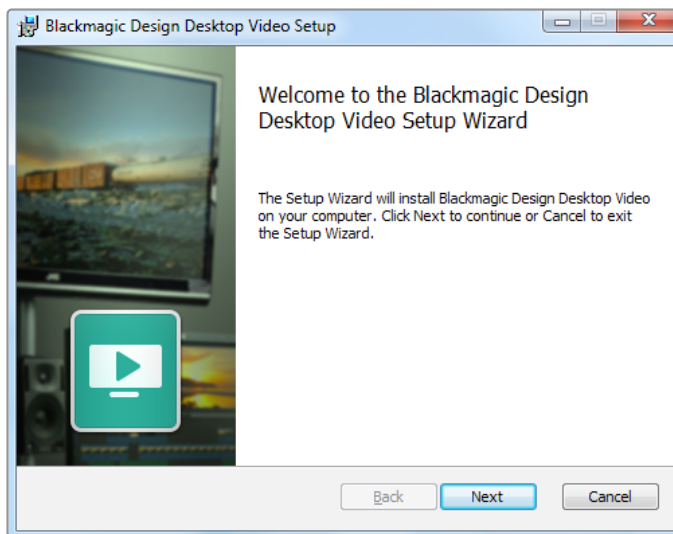 Blackmagic Design Desktop Video Setup
Welcome to the Blackmagic Design
Desktop Video Setup Wizard
The Setup Wizard will install Blackmagic Design Desktop Video
on your computer. Click Next to continue or Cancel to exit
the Setup Wizard.
JVC
Back
Next
Cancel